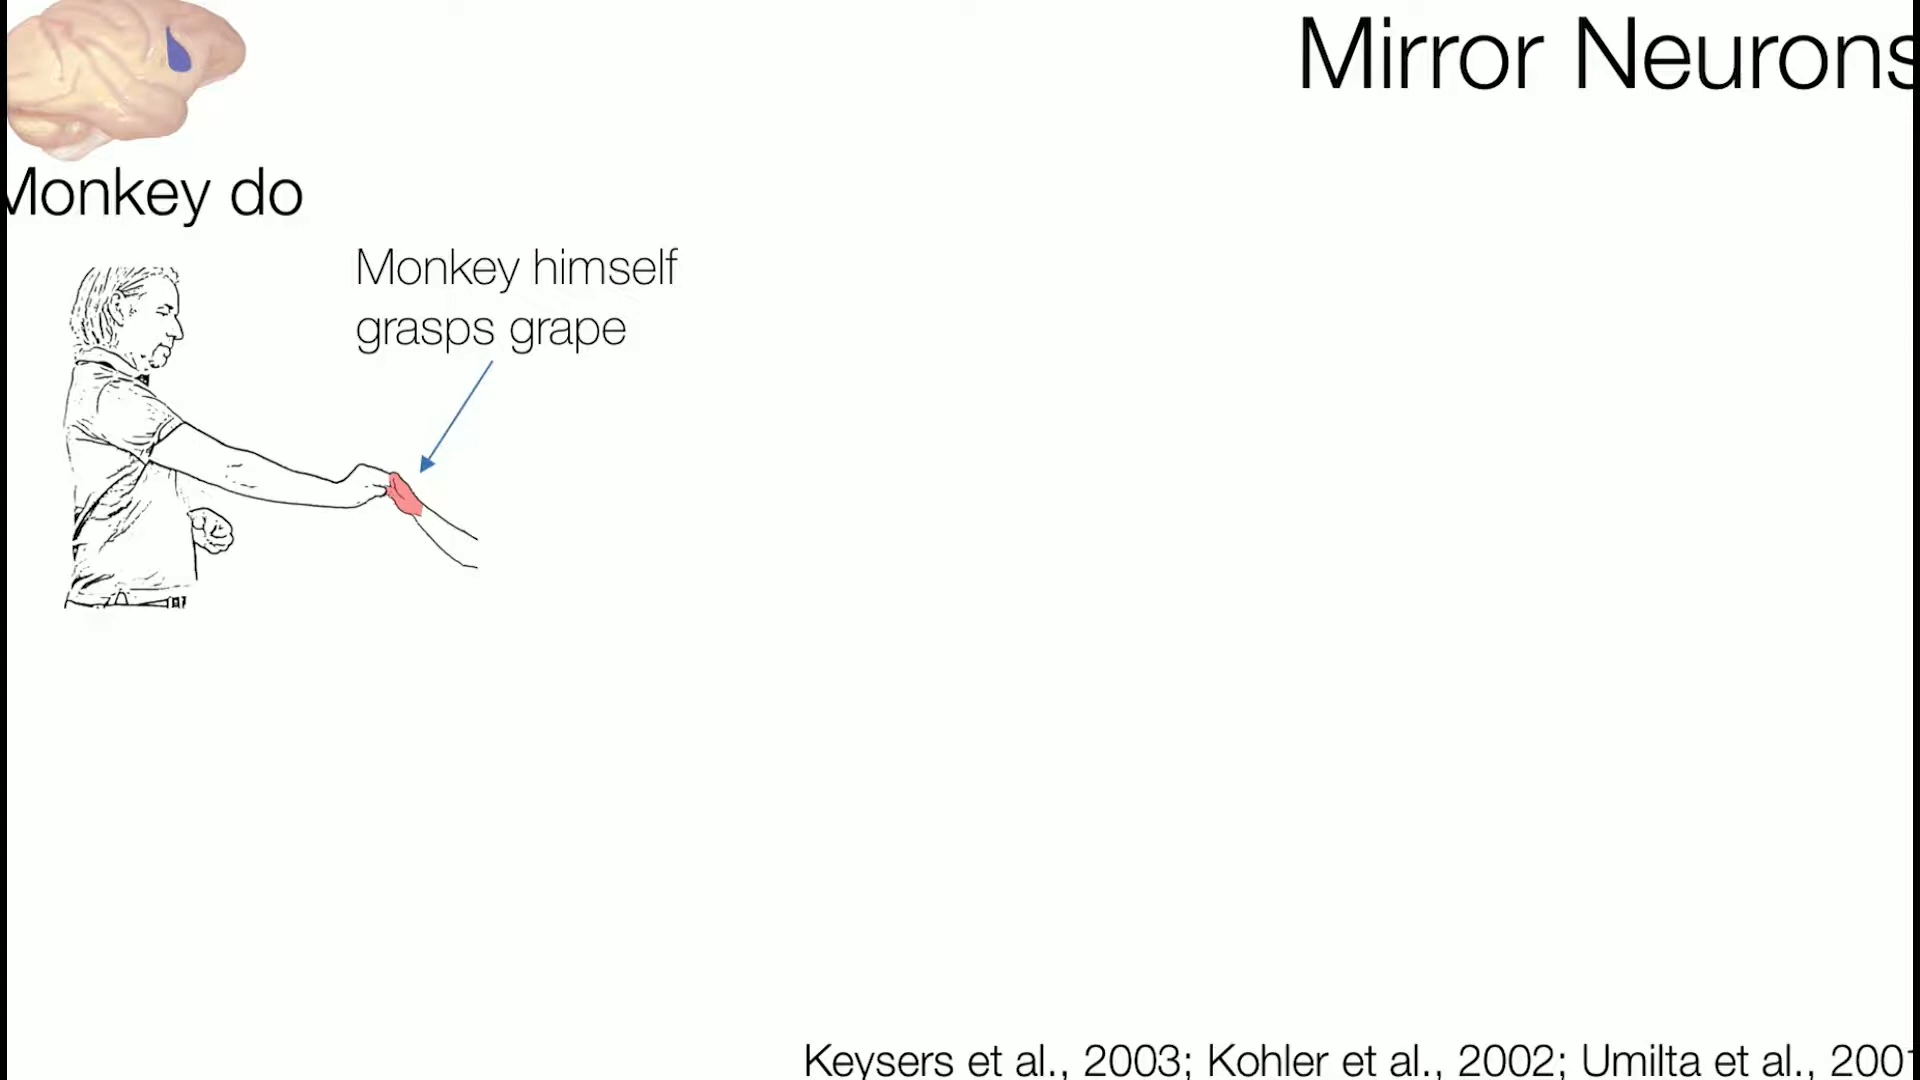 Mirror Neurons
Monkey do
Monkey himself
grasps grape
Keysers et al., 2003; Kohler et al., 2002; Umilta et al., 2001